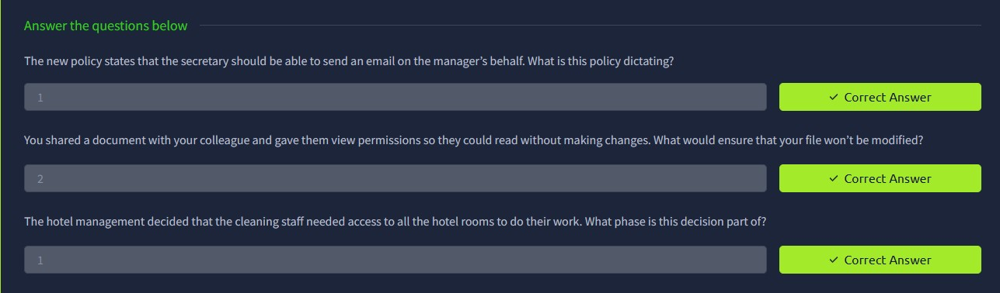 Answer the questions below
The new policy states that the secretary should be able to send an email on the manager’s behalf. What is this policy dictating?
1
✓ Correct Answer
You shared a document with your colleague and gave them view permissions so they could read without making changes. What would ensure that your file won’t be modified?
2
✓ Correct Answer
The hotel management decided that the cleaning staff needed access to all the hotel rooms to do their work. What phase is this decision part of?
1
✓ Correct Answer